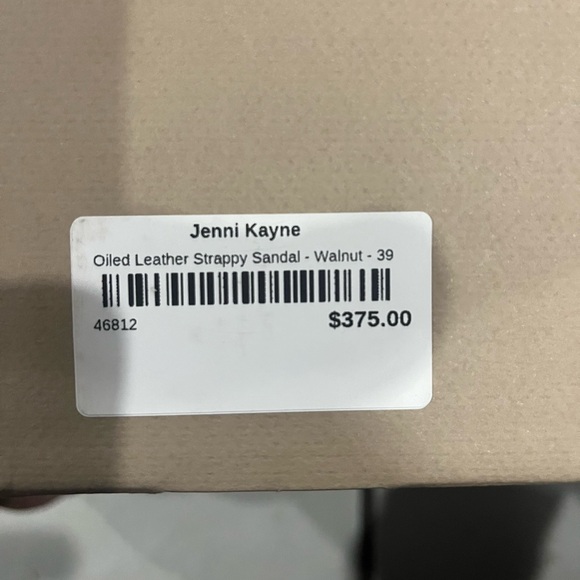 Jenni Kayne
Oiled Leather Strappy Sandal - Walnut - 39
46812
$375.00